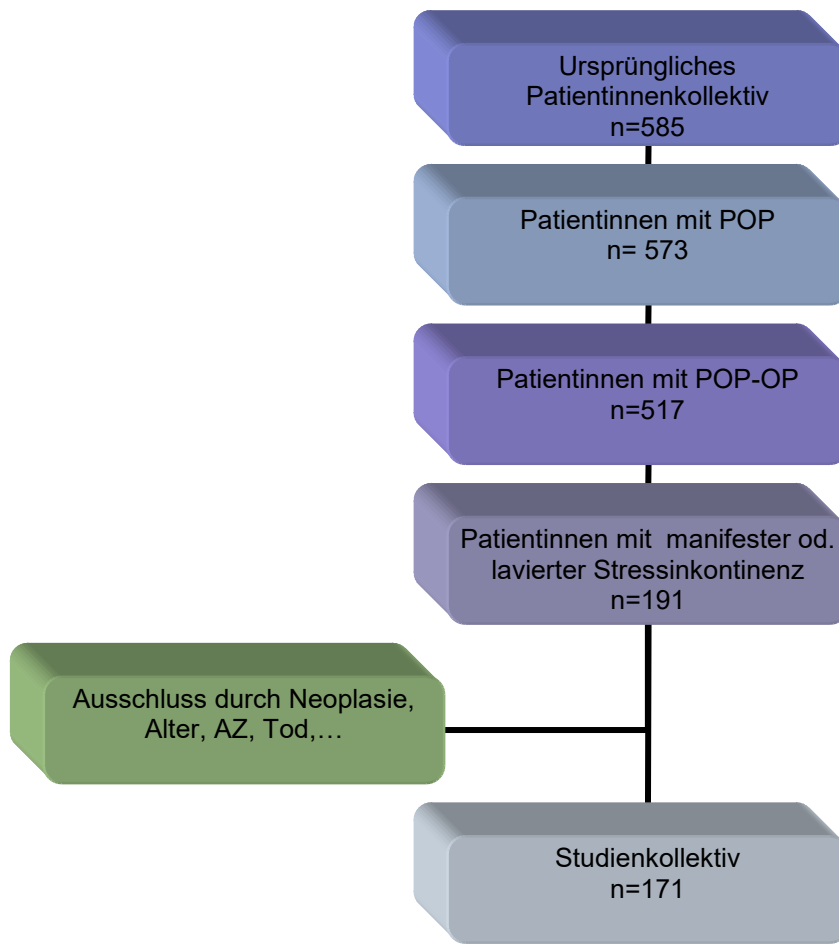 Ursprüngliches
Patientinnenkollektiv
n=585
Patientinnen mit POP
n= 573
Patientinnen mit POP-OP
n=517
Patientinnen mit manifester od.
lavierter Stressinkontinenz
n=191
Ausschluss durch Neoplasie,
Alter, AZ, Tod,…
Studienkollektiv
n=171